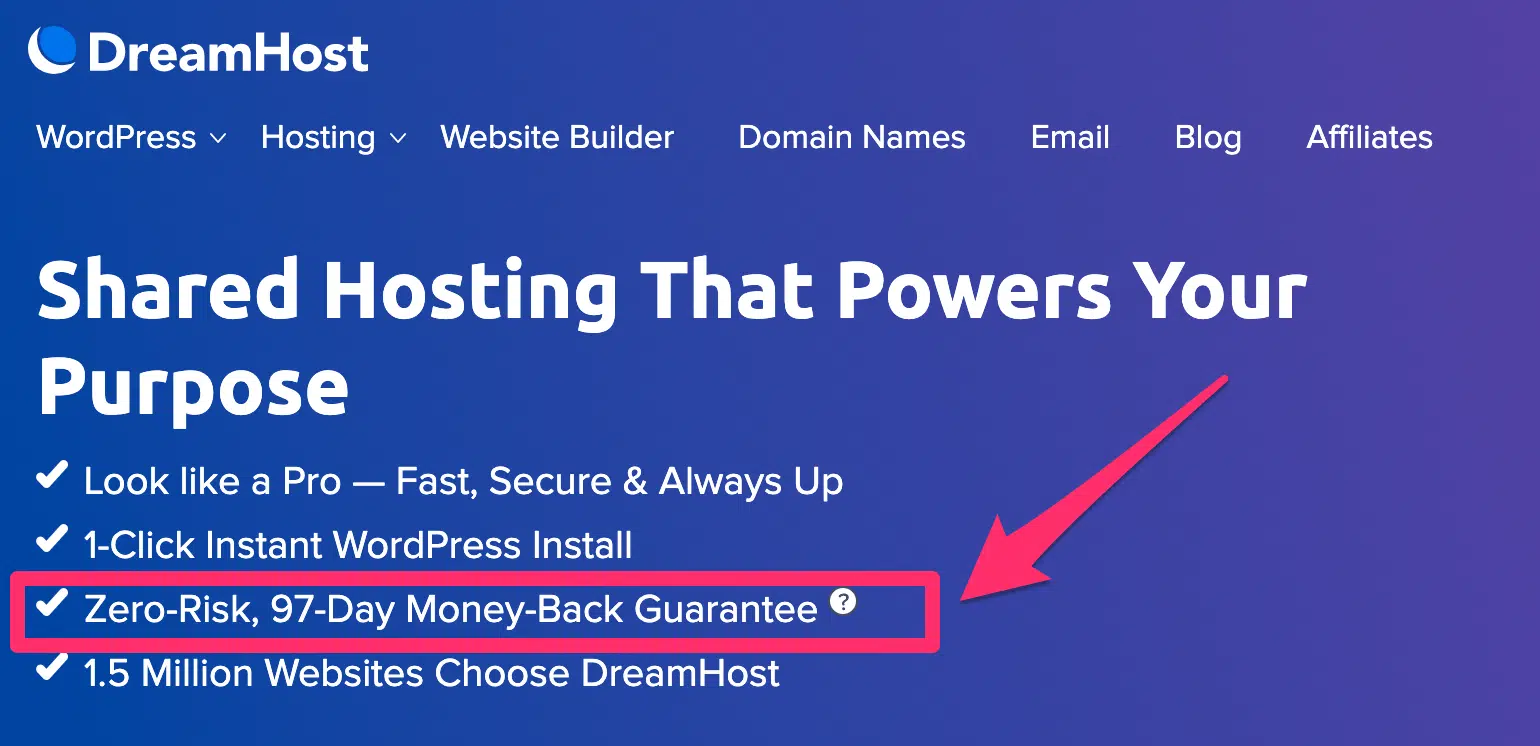 DreamHost
WordPress Hosting Website Builder Domain Names Email Blog Affiliates
Shared Hosting That Powers Your
Purpose
Look like a Pro — Fast, Secure & Always Up
1-Click Instant WordPress Install
Zero-Risk, 97-Day Money-Back Guarantee ?
1.5 Million Websites Choose DreamHost